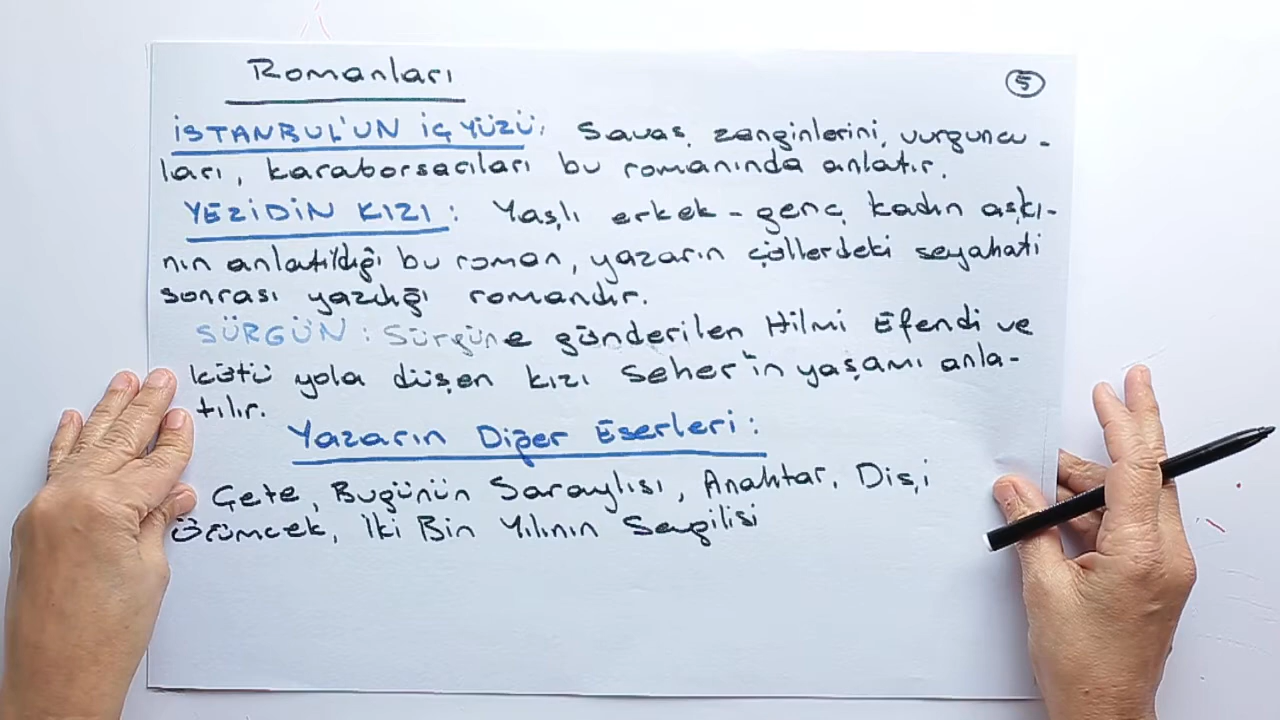 Romanları
5
İSTANBUL'UN İÇ YÜZÜ: Savaş zenginlerini, vurguncu-
ları, karaborsacıları bu romanında anlatır.
YEZİDİN KIZI: Yaşlı erkek-genç kadın aşkı-
nın anlatıldığı bu roman, yazarın çöllerdeki seyahati
sonrası yazdığı romandır.
SÜRGÜN: Sürgüne gönderilen Hilmi Efendi ve
kötü yola düşen kızı Seher'in yaşamı anla-
tılır.
Yazarın Diğer Eserleri:
Çete, Bugünün Saraylısı, Anahtar, Dişi
Örümcek, İki Bin Yılının Sevgilisi